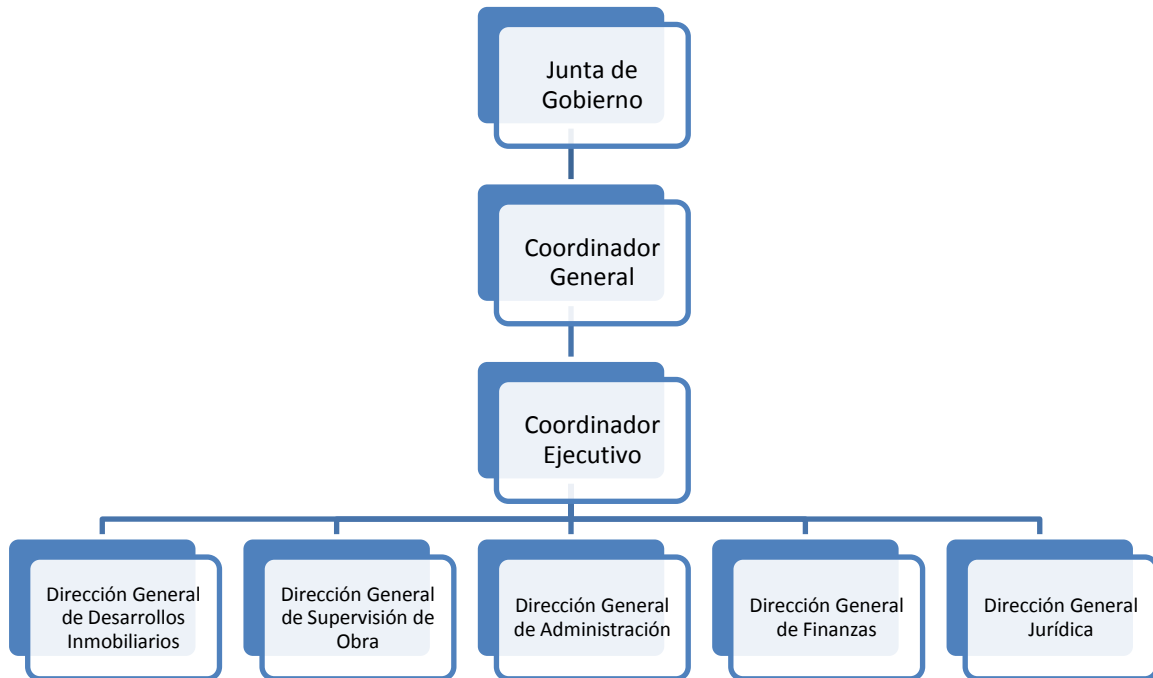 Junta de
Gobierno
Coordinador
General
Coordinador
Ejecutivo
Dirección General
de Desarrollos
Inmobiliarios
Dirección General
de Supervisión de
Obra
Dirección General
de Administración
Dirección General
de Finanzas
Dirección General
Jurídica